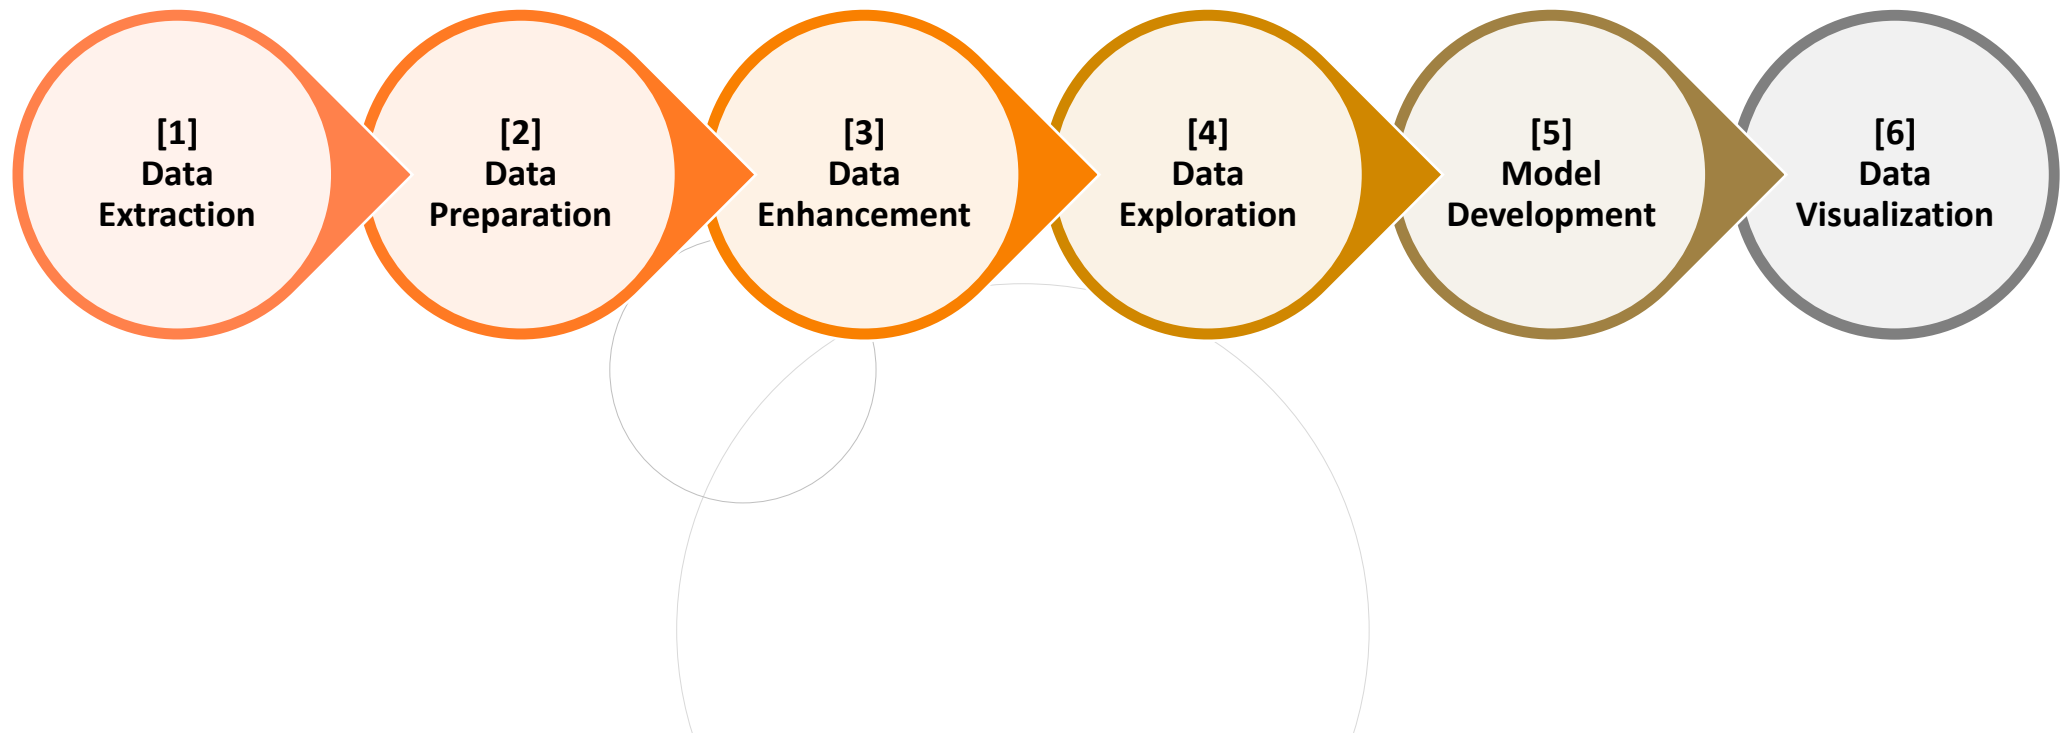 [1]
Data
Extraction
[2]
Data
Preparation
[3]
Data
Enhancement
[4]
Data
Exploration
[5]
Model
Development
[6]
Data
Visualization